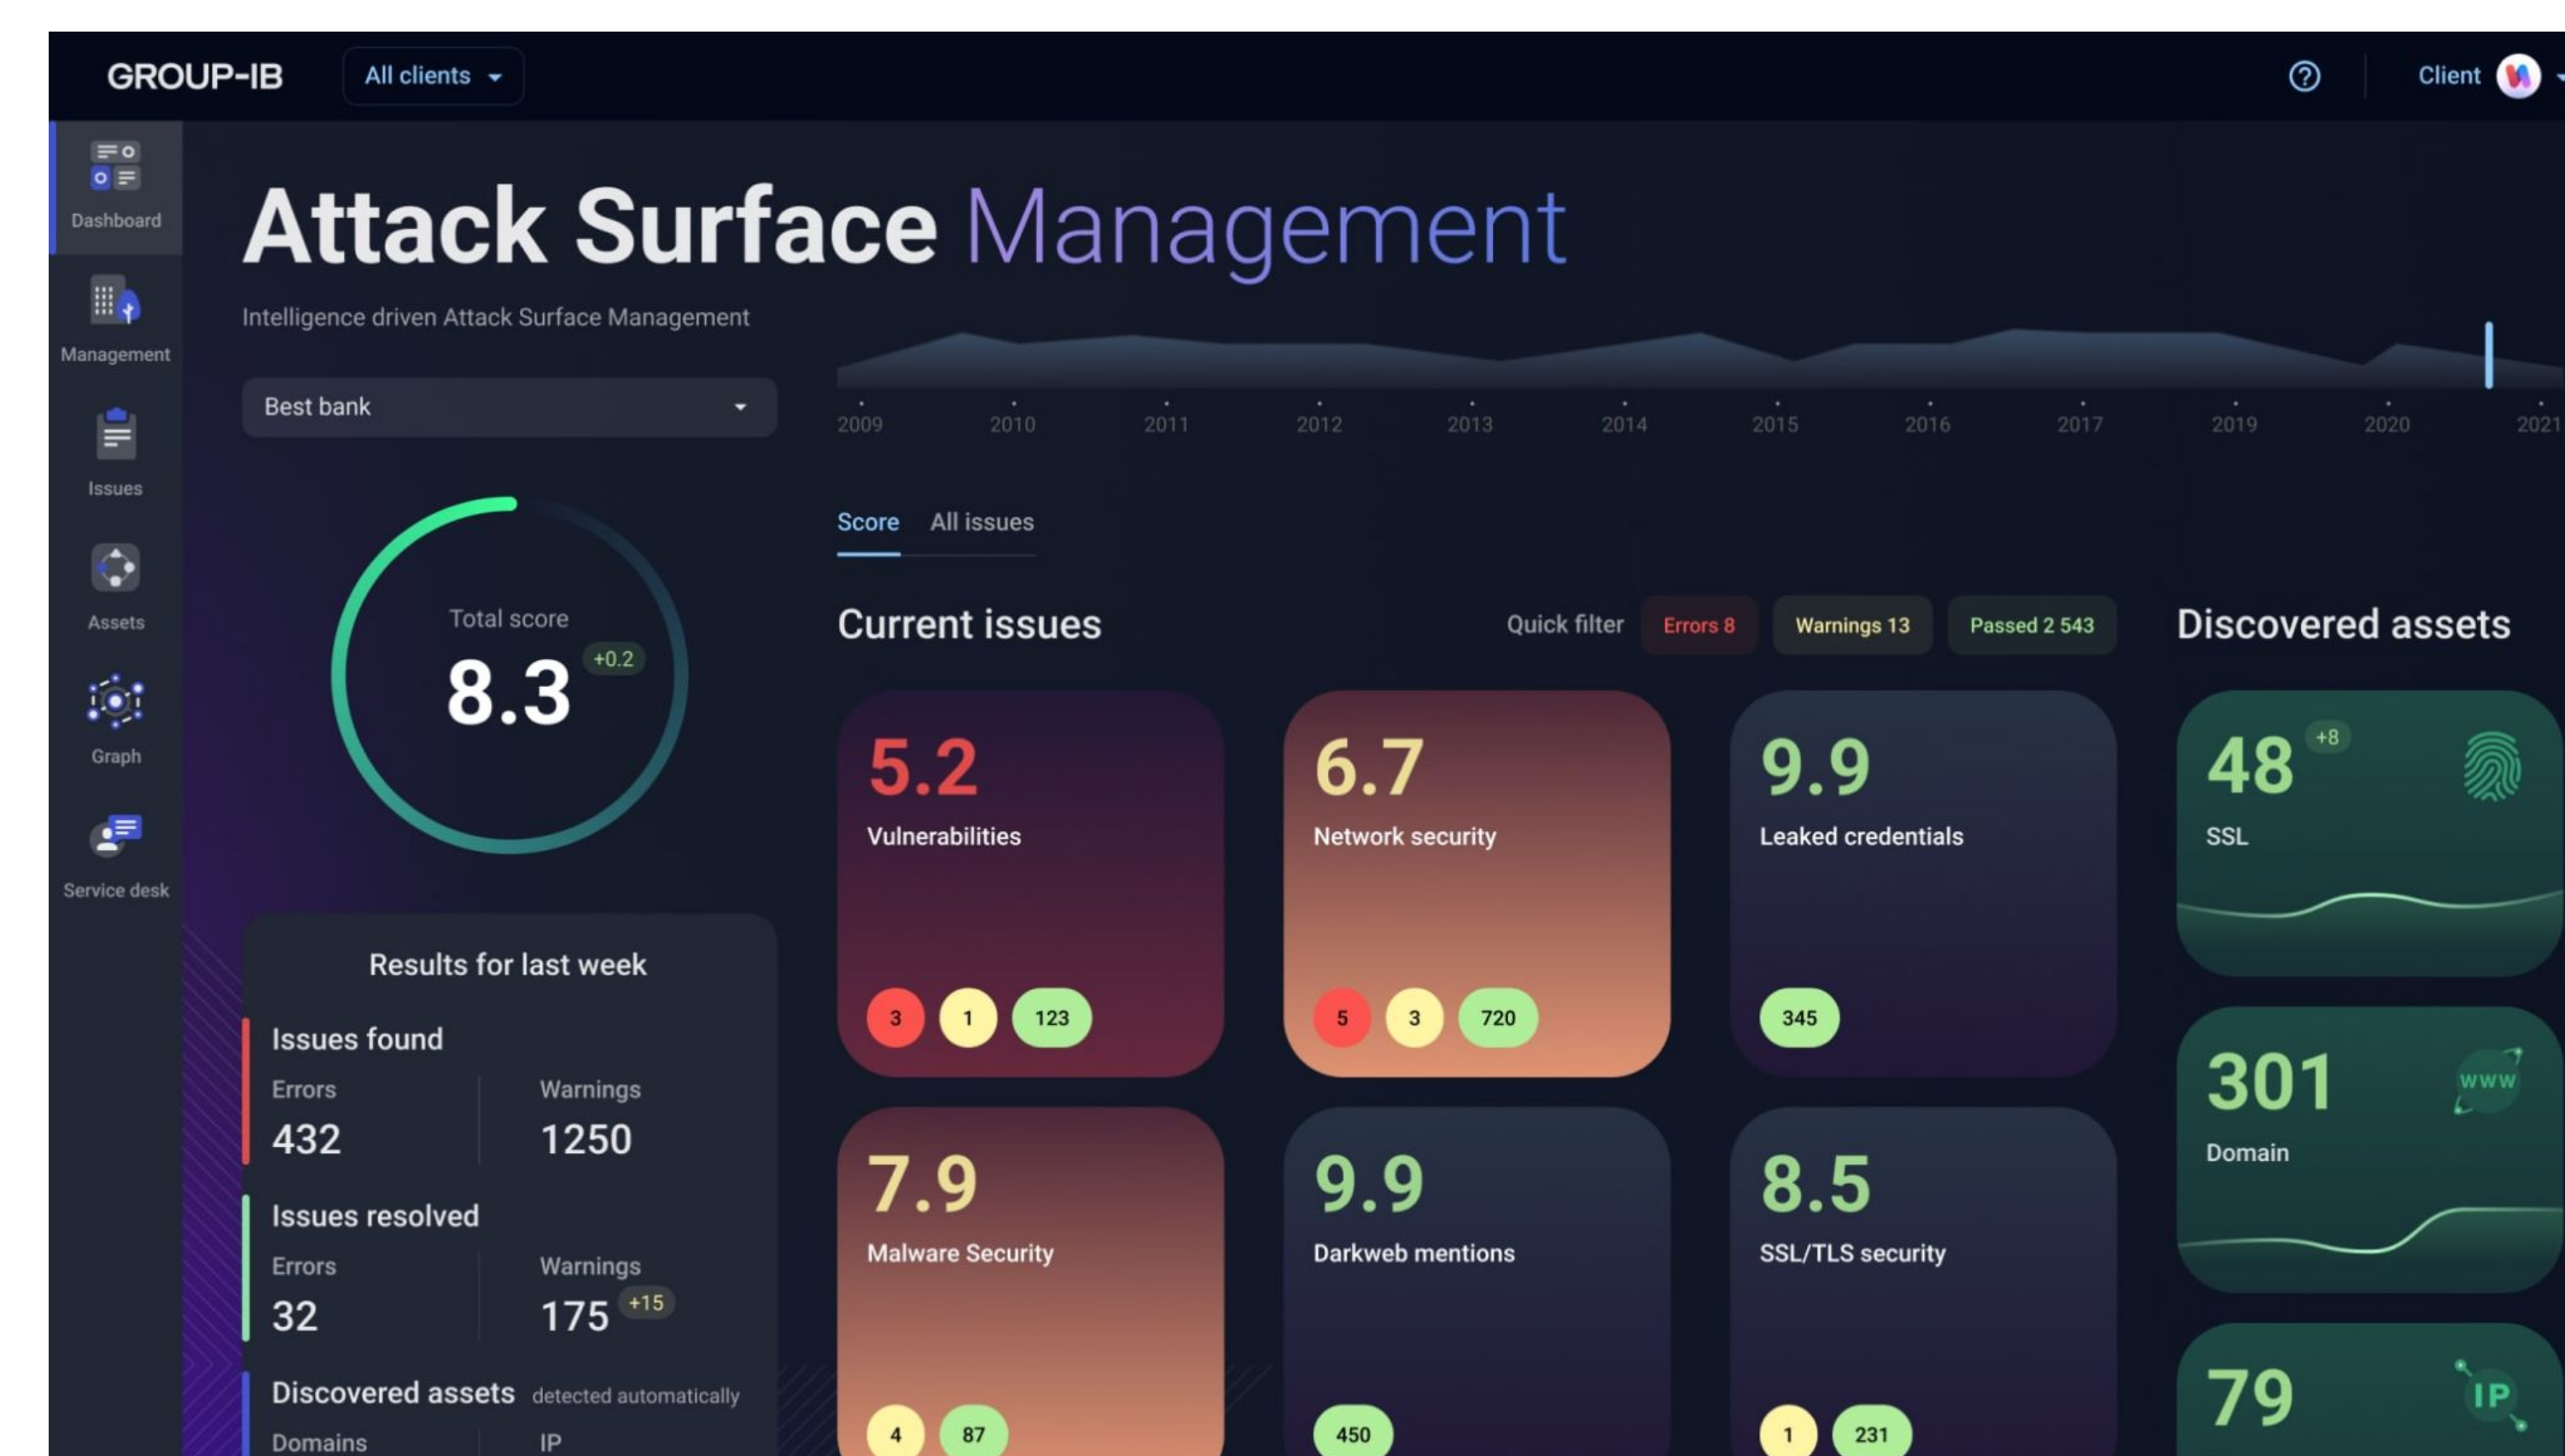 GROUP-IB
All clients
Client
Dashboard
Management
Issues
Assets
Graph
Service desk
Attack Surface Management
Intelligence driven Attack Surface Management
Best bank
2009 2010 2011 2012 2013 2014 2015 2016 2017 2019 2020 2021
Total score
8.3 +0.2
Results for last week
Issues found
Errors Warnings
432 1250
Issues resolved
Errors Warnings
32 175 +15
Discovered assets detected automatically
Domains IP
Score All issues
Current issues
Quick filter Errors 8 Warnings 13 Passed 2 543
5.2
Vulnerabilities
3 1 123
6.7
Network security
5 3 720
9.9
Leaked credentials
345
7.9
Malware Security
4 87
9.9
Darkweb mentions
450
8.5
SSL/TLS security
1 231
Discovered assets
48 +8
SSL
301 www
Domain
79 IP